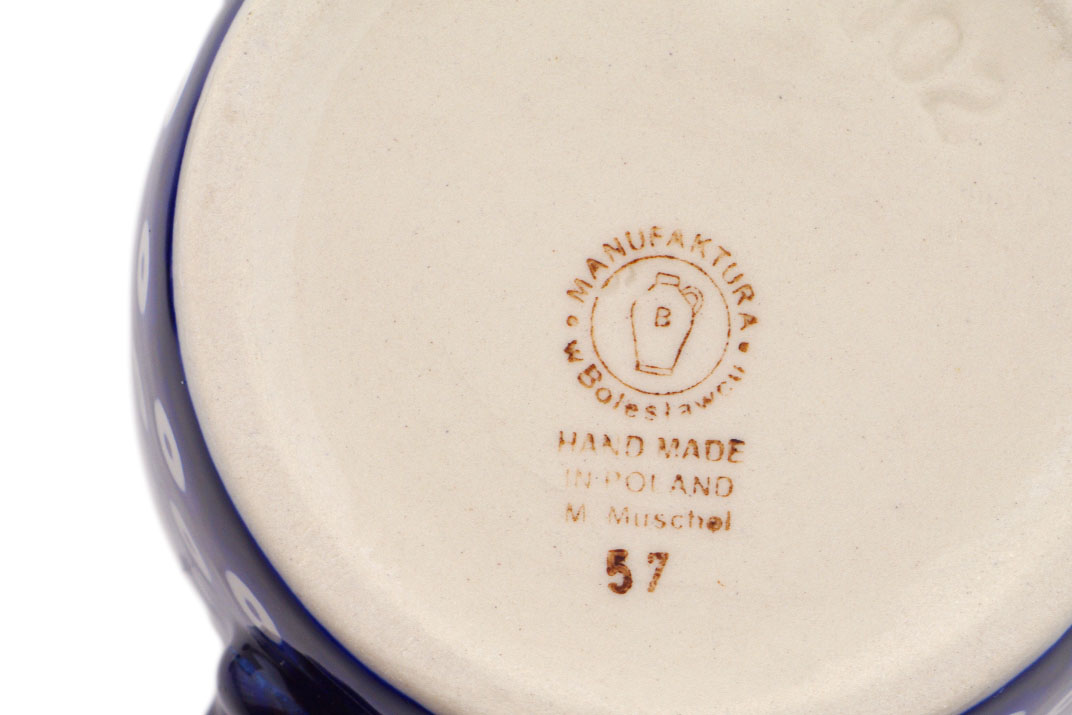 MANUFAKTURA
w Bolesławcu
B
HAND MADE
IN POLAND
M. Muschel
57